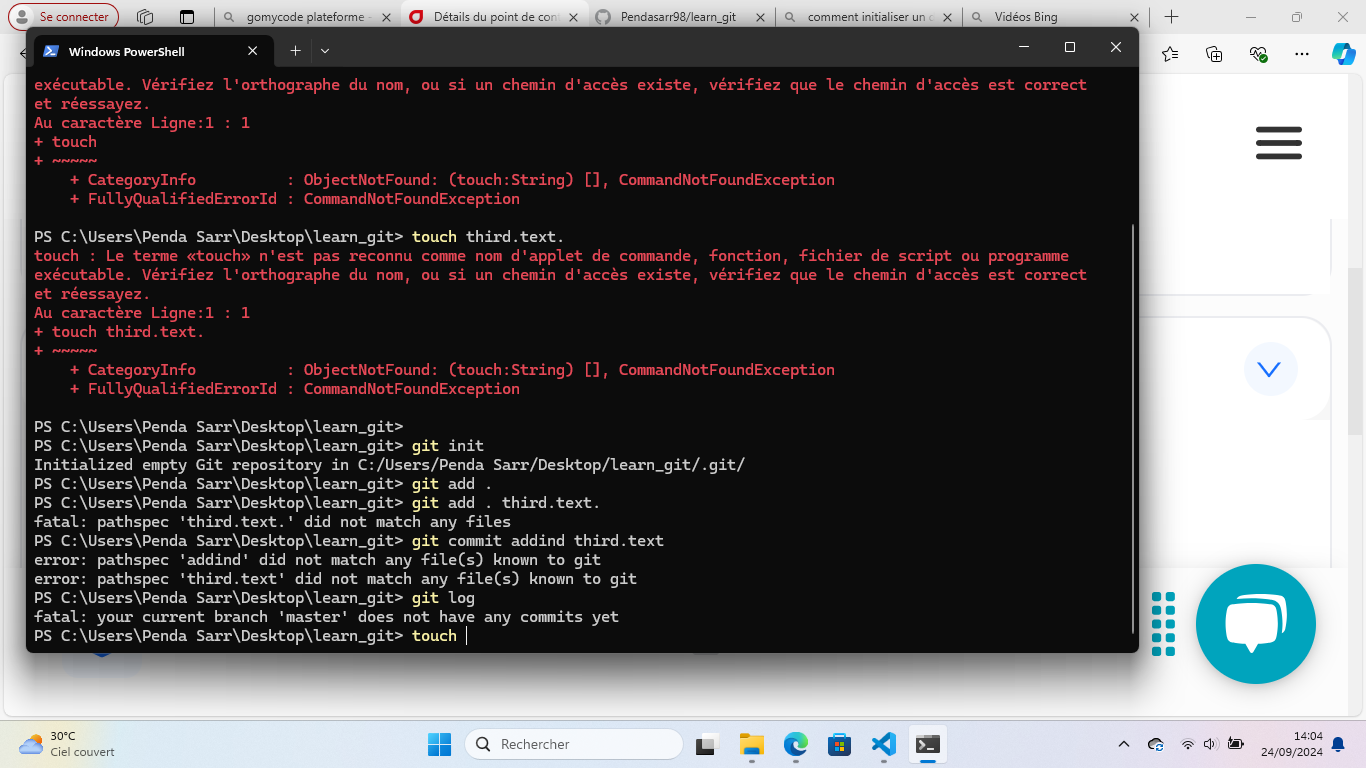 Se connecter
gomycode plateforme -
Détails du point de con
Pendasarr98/learn_git
comment initialiser un c
Vidéos Bing
Windows PowerShell
exécutable. Vérifiez l'orthographe du nom, ou si un chemin d'accès existe, vérifiez que le chemin d'accès est correct
et réessayez.
Au caractère Ligne:1 : 1
+ touch
+ ~~~~~
    + CategoryInfo          : ObjectNotFound: (touch:String) [], CommandNotFoundException
    + FullyQualifiedErrorId : CommandNotFoundException
PS C:\Users\Penda Sarr\Desktop\learn_git> touch third.text.
touch : Le terme «touch» n'est pas reconnu comme nom d'applet de commande, fonction, fichier de script ou programme
exécutable. Vérifiez l'orthographe du nom, ou si un chemin d'accès existe, vérifiez que le chemin d'accès est correct
et réessayez.
Au caractère Ligne:1 : 1
+ touch third.text.
+ ~~~~~
    + CategoryInfo          : ObjectNotFound: (touch:String) [], CommandNotFoundException
    + FullyQualifiedErrorId : CommandNotFoundException
PS C:\Users\Penda Sarr\Desktop\learn_git>
PS C:\Users\Penda Sarr\Desktop\learn_git> git init
Initialized empty Git repository in C:/Users/Penda Sarr/Desktop/learn_git/.git/
PS C:\Users\Penda Sarr\Desktop\learn_git> git add .
PS C:\Users\Penda Sarr\Desktop\learn_git> git add . third.text.
fatal: pathspec 'third.text.' did not match any files
PS C:\Users\Penda Sarr\Desktop\learn_git> git commit addind third.text
error: pathspec 'addind' did not match any file(s) known to git
error: pathspec 'third.text' did not match any file(s) known to git
PS C:\Users\Penda Sarr\Desktop\learn_git> git log
fatal: your current branch 'master' does not have any commits yet
PS C:\Users\Penda Sarr\Desktop\learn_git> touch
30°C
Ciel couvert
Rechercher
14:04
24/09/2024